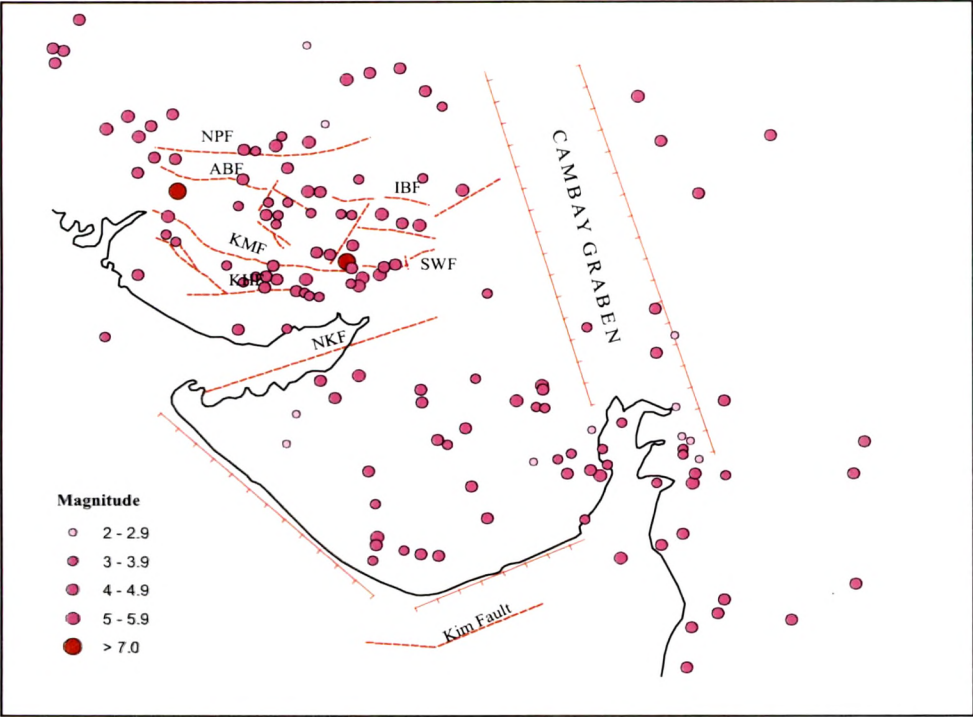 NPF
ABF
IBF
KMF
SWF
KHF
NKF
CAMBAY GRABEN
Kim Fault
Magnitude
2 - 2.9
3 - 3.9
4 - 4.9
5 - 5.9
> 7.0